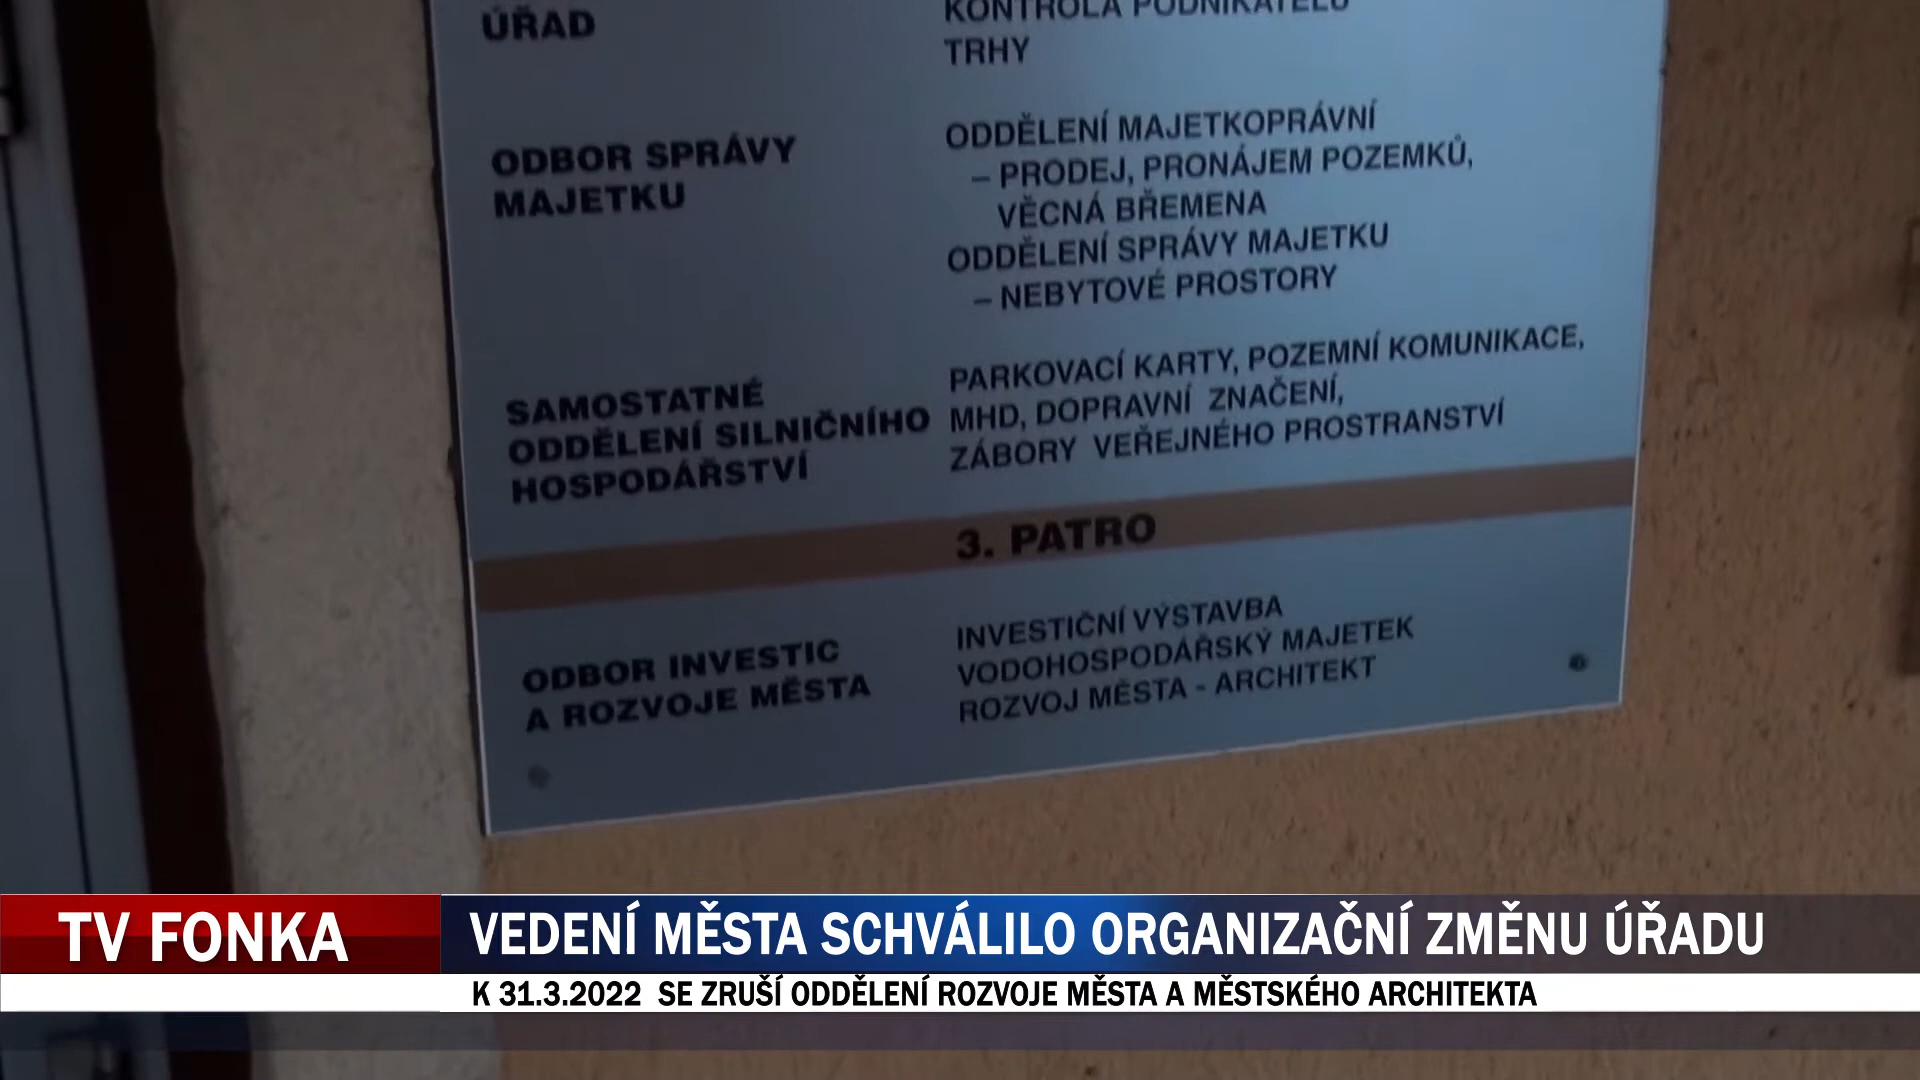 ÚŘAD
KONTROLA PODNIKATELŮ
TRHY
ODBOR SPRÁVY
MAJETKU
ODDĚLENÍ MAJETKOPRÁVNÍ
– PRODEJ, PRONÁJEM POZEMKŮ,
VĚCNÁ BŘEMENA
ODDĚLENÍ SPRÁVY MAJETKU
– NEBYTOVÉ PROSTORY
SAMOSTATNÉ
ODDĚLENÍ SILNIČNÍHO
HOSPODÁŘSTVÍ
PARKOVACÍ KARTY, POZEMNÍ KOMUNIKACE,
MHD, DOPRAVNÍ ZNAČENÍ,
ZÁBORY VEŘEJNÉHO PROSTRANSTVÍ
3. PATRO
ODBOR INVESTIC
A ROZVOJE MĚSTA
INVESTIČNÍ VÝSTAVBA
VODOHOSPODÁŘSKÝ MAJETEK
ROZVOJ MĚSTA - ARCHITEKT
TV FONKA
VEDENÍ MĚSTA SCHVÁLILO ORGANIZAČNÍ ZMĚNU ÚŘADU
K 31.3.2022 SE ZRUŠÍ ODDĚLENÍ ROZVOJE MĚSTA A MĚSTSKÉHO ARCHITEKTA